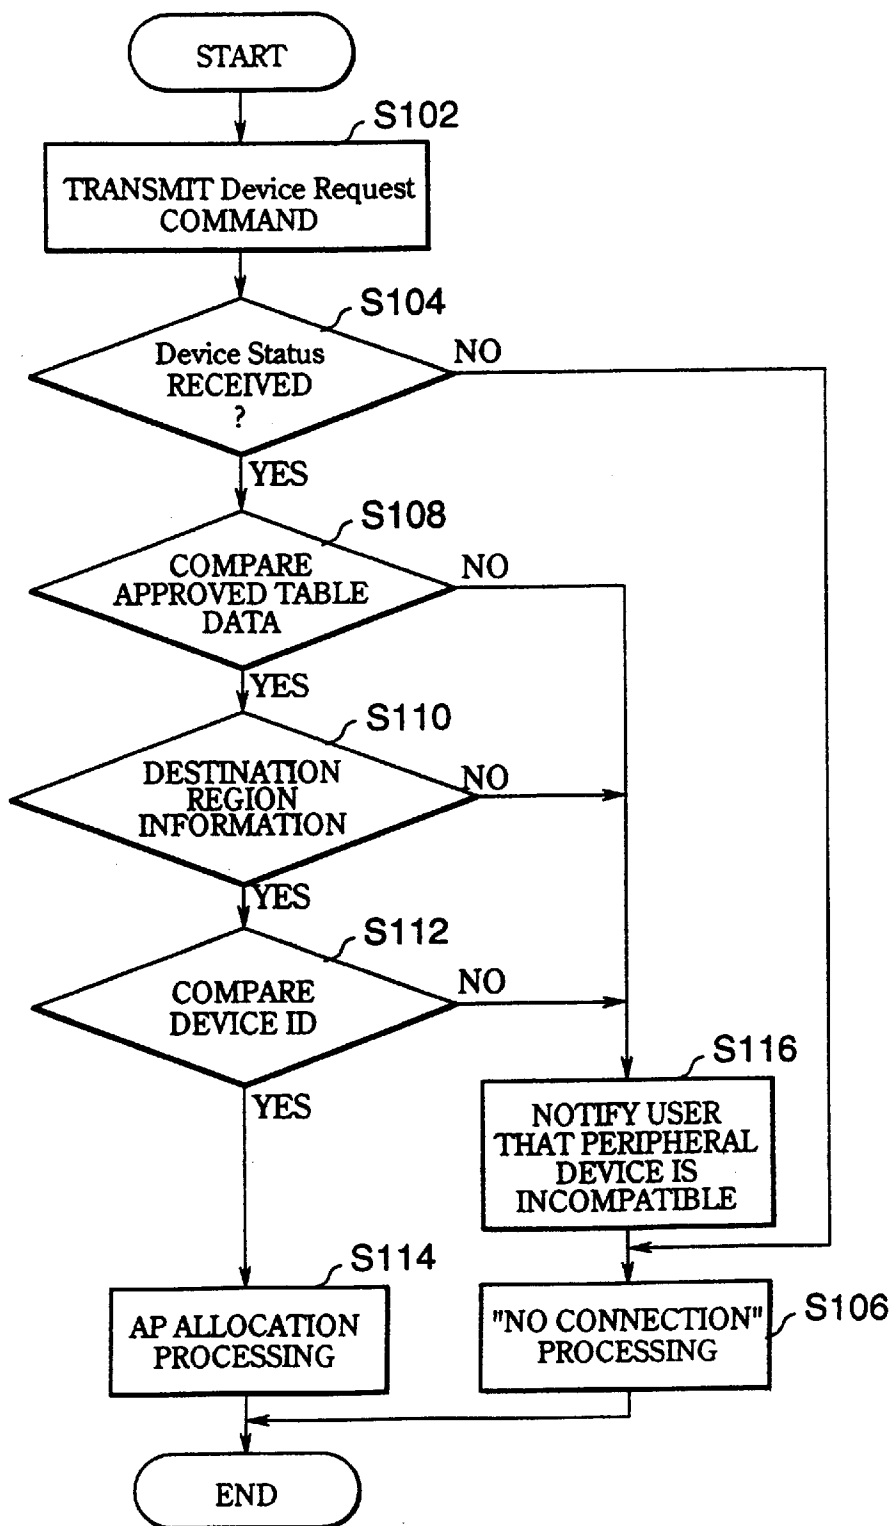 START
S102
TRANSMIT Device Request
COMMAND
S104
Device Status
RECEIVED
?
NO
YES
S108
COMPARE
APPROVED TABLE
DATA
NO
YES
S110
DESTINATION
REGION
INFORMATION
NO
YES
S112
COMPARE
DEVICE ID
NO
YES
S116
NOTIFY USER
THAT PERIPHERAL
DEVICE IS
INCOMPATIBLE
S114
AP ALLOCATION
PROCESSING
S106
"NO CONNECTION"
PROCESSING
END